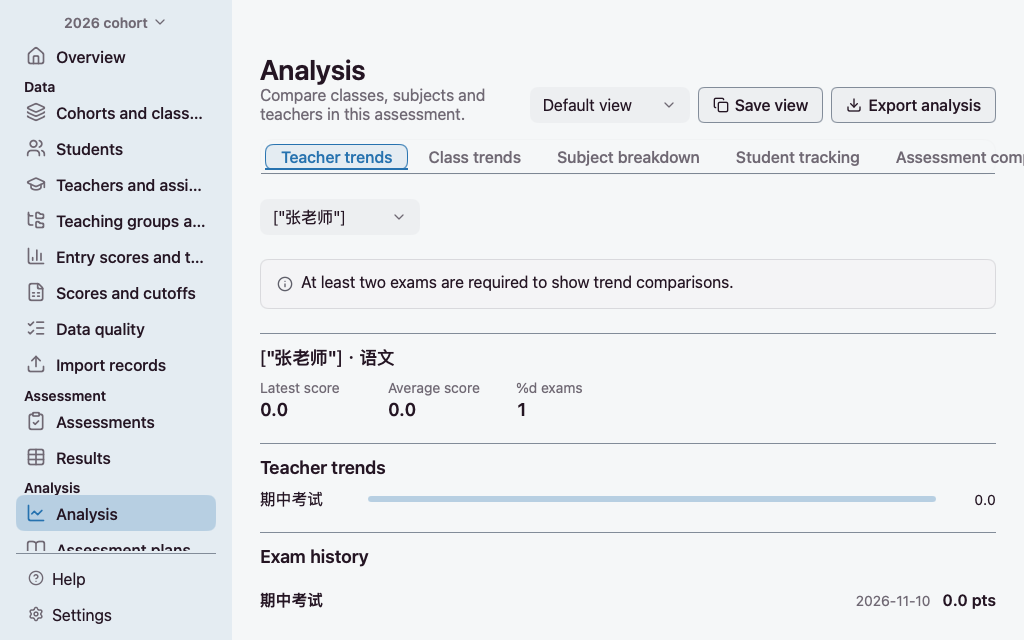 2026 cohort
Overview
Data
Cohorts and class...
Students
Teachers and assi...
Teaching groups a...
Entry scores and t...
Scores and cutoffs
Data quality
Import records
Assessment
Assessments
Results
Analysis
Analysis
Assessment plans
Help
Settings
Analysis
Compare classes, subjects and
teachers in this assessment.
Default view
Save view
Export analysis
Teacher trends
Class trends
Subject breakdown
Student tracking
Assessment com
["张老师"]
At least two exams are required to show trend comparisons.
["张老师"] · 语文
Latest score
Average score
%d exams
0.0
0.0
1
Teacher trends
期中考试
0.0
Exam history
期中考试
2026-11-10
0.0 pts